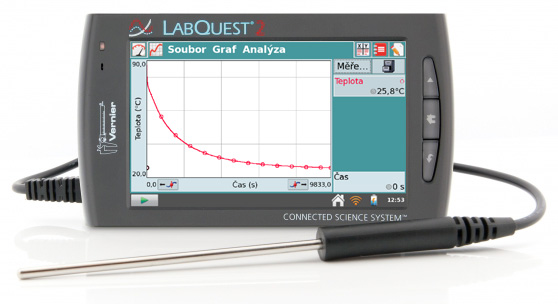 LABQUEST® 2
Soubor Graf Analýza
Měře...
90,0
Teplota
25,8°C
Teplota (°C)
Vernier
20,0
0,0
Čas (s)
9833,0
Čas
0 s
12:53
CONNECTED SCIENCE SYSTEM™